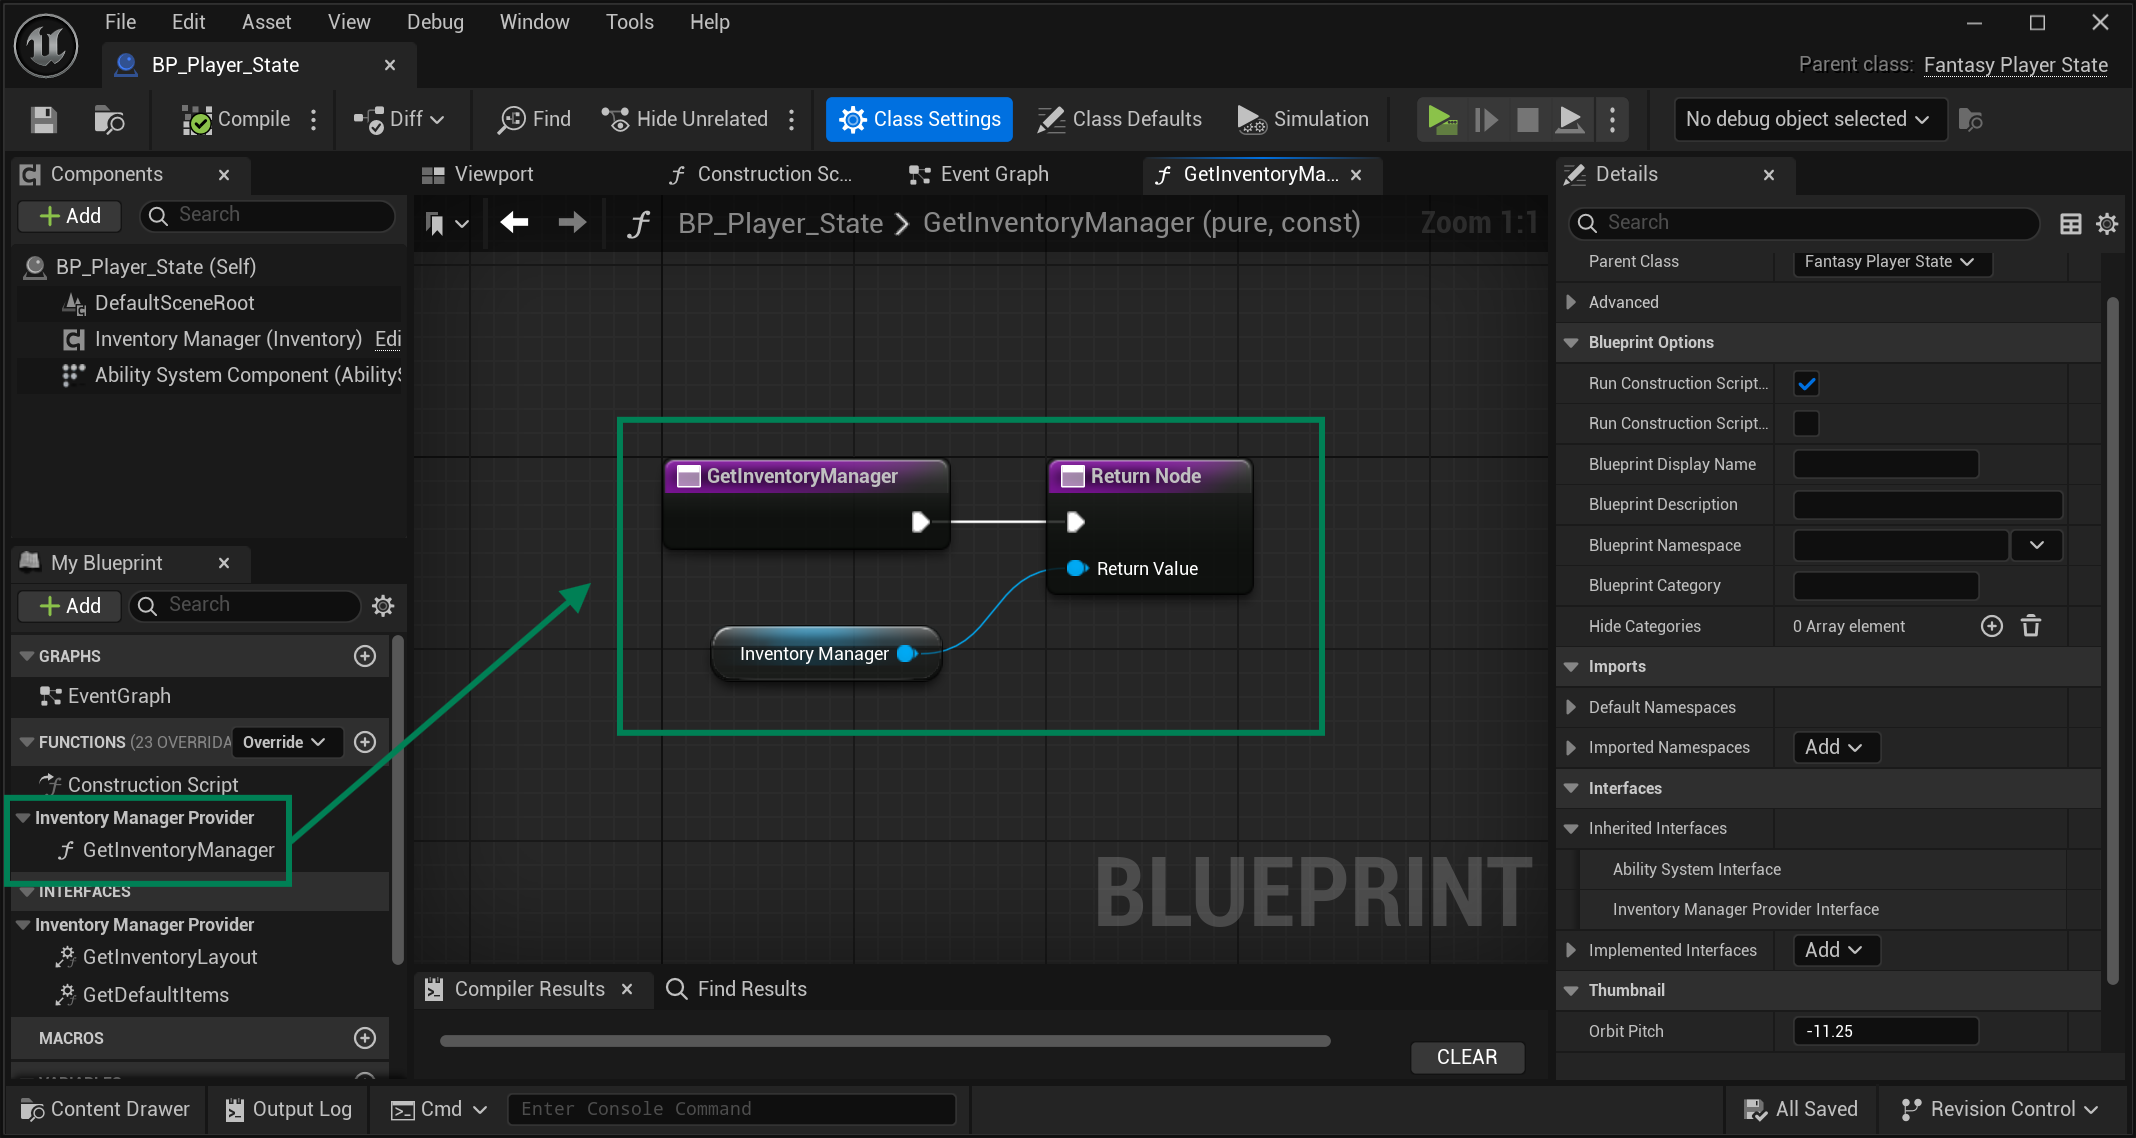 File Edit Asset View Debug Window Tools Help
BP_Player_State
Parent class: Fantasy Player State
Compile Diff Find Hide Unrelated Class Settings Class Defaults Simulation No debug object selected
Components
Add Search
BP_Player_State (Self)
DefaultSceneRoot
Inventory Manager (Inventory) Edi
Ability System Component (AbilityS
My Blueprint
Add Search
GRAPHS
EventGraph
FUNCTIONS (23 OVERRIDA Override
Construction Script
Inventory Manager Provider
GetInventoryManager
INTERFACES
Inventory Manager Provider
GetInventoryLayout
GetDefaultItems
MACROS
Viewport Construction Sc... Event Graph GetInventoryMa...
BP_Player_State > GetInventoryManager (pure, const) Zoom 1:1
GetInventoryManager
Return Node
Return Value
Inventory Manager
BLUEPRINT
Compiler Results Find Results
CLEAR
Details
Search
Parent Class Fantasy Player State
Advanced
Blueprint Options
Run Construction Script...
Run Construction Script...
Blueprint Display Name
Blueprint Description
Blueprint Namespace
Blueprint Category
Hide Categories 0 Array element
Imports
Default Namespaces
Imported Namespaces Add
Interfaces
Inherited Interfaces
Ability System Interface
Inventory Manager Provider Interface
Implemented Interfaces Add
Thumbnail
Orbit Pitch -11.25
Content Drawer Output Log Cmd Enter Console Command All Saved Revision Control